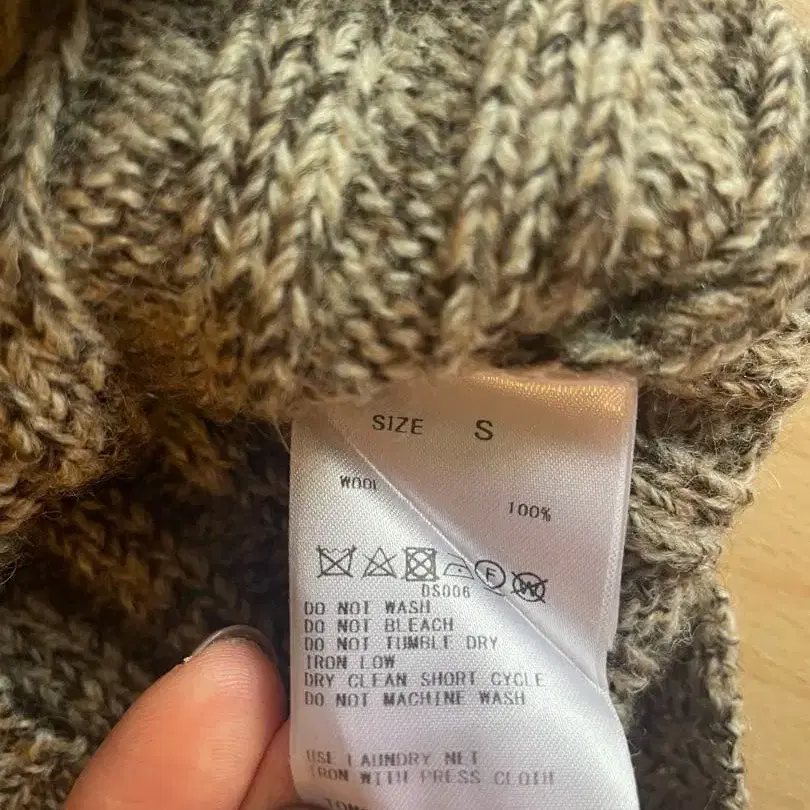 SIZE S
WOOL
100%
F W
DS006
DO NOT WASH
DO NOT BLEACH
DO NOT TUMBLE DRY
IRON LOW
DRY CLEAN SHORT CYCLE
DO NOT MACHINE WASH
USE LAUNDRY NET
IRON WITH PRESS CLOTH